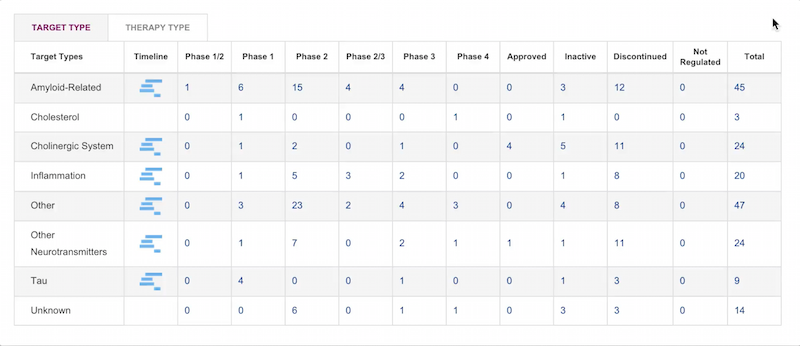 TARGET TYPE THERAPY TYPE
Target Types Timeline Phase 1/2 Phase 1 Phase 2 Phase 2/3 Phase 3 Phase 4 Approved Inactive Discontinued Not Regulated Total
Amyloid-Related 1 6 15 4 4 0 0 3 12 0 45
Cholesterol 0 1 0 0 0 1 0 1 0 0 3
Cholinergic System 0 1 2 0 1 0 4 5 11 0 24
Inflammation 0 1 5 3 2 0 0 1 8 0 20
Other 0 3 23 2 4 3 0 4 8 0 47
Other Neurotransmitters 0 1 7 0 2 1 1 1 11 0 24
Tau 0 4 0 0 1 0 0 1 3 0 9
Unknown 0 0 6 0 1 1 0 3 3 0 14